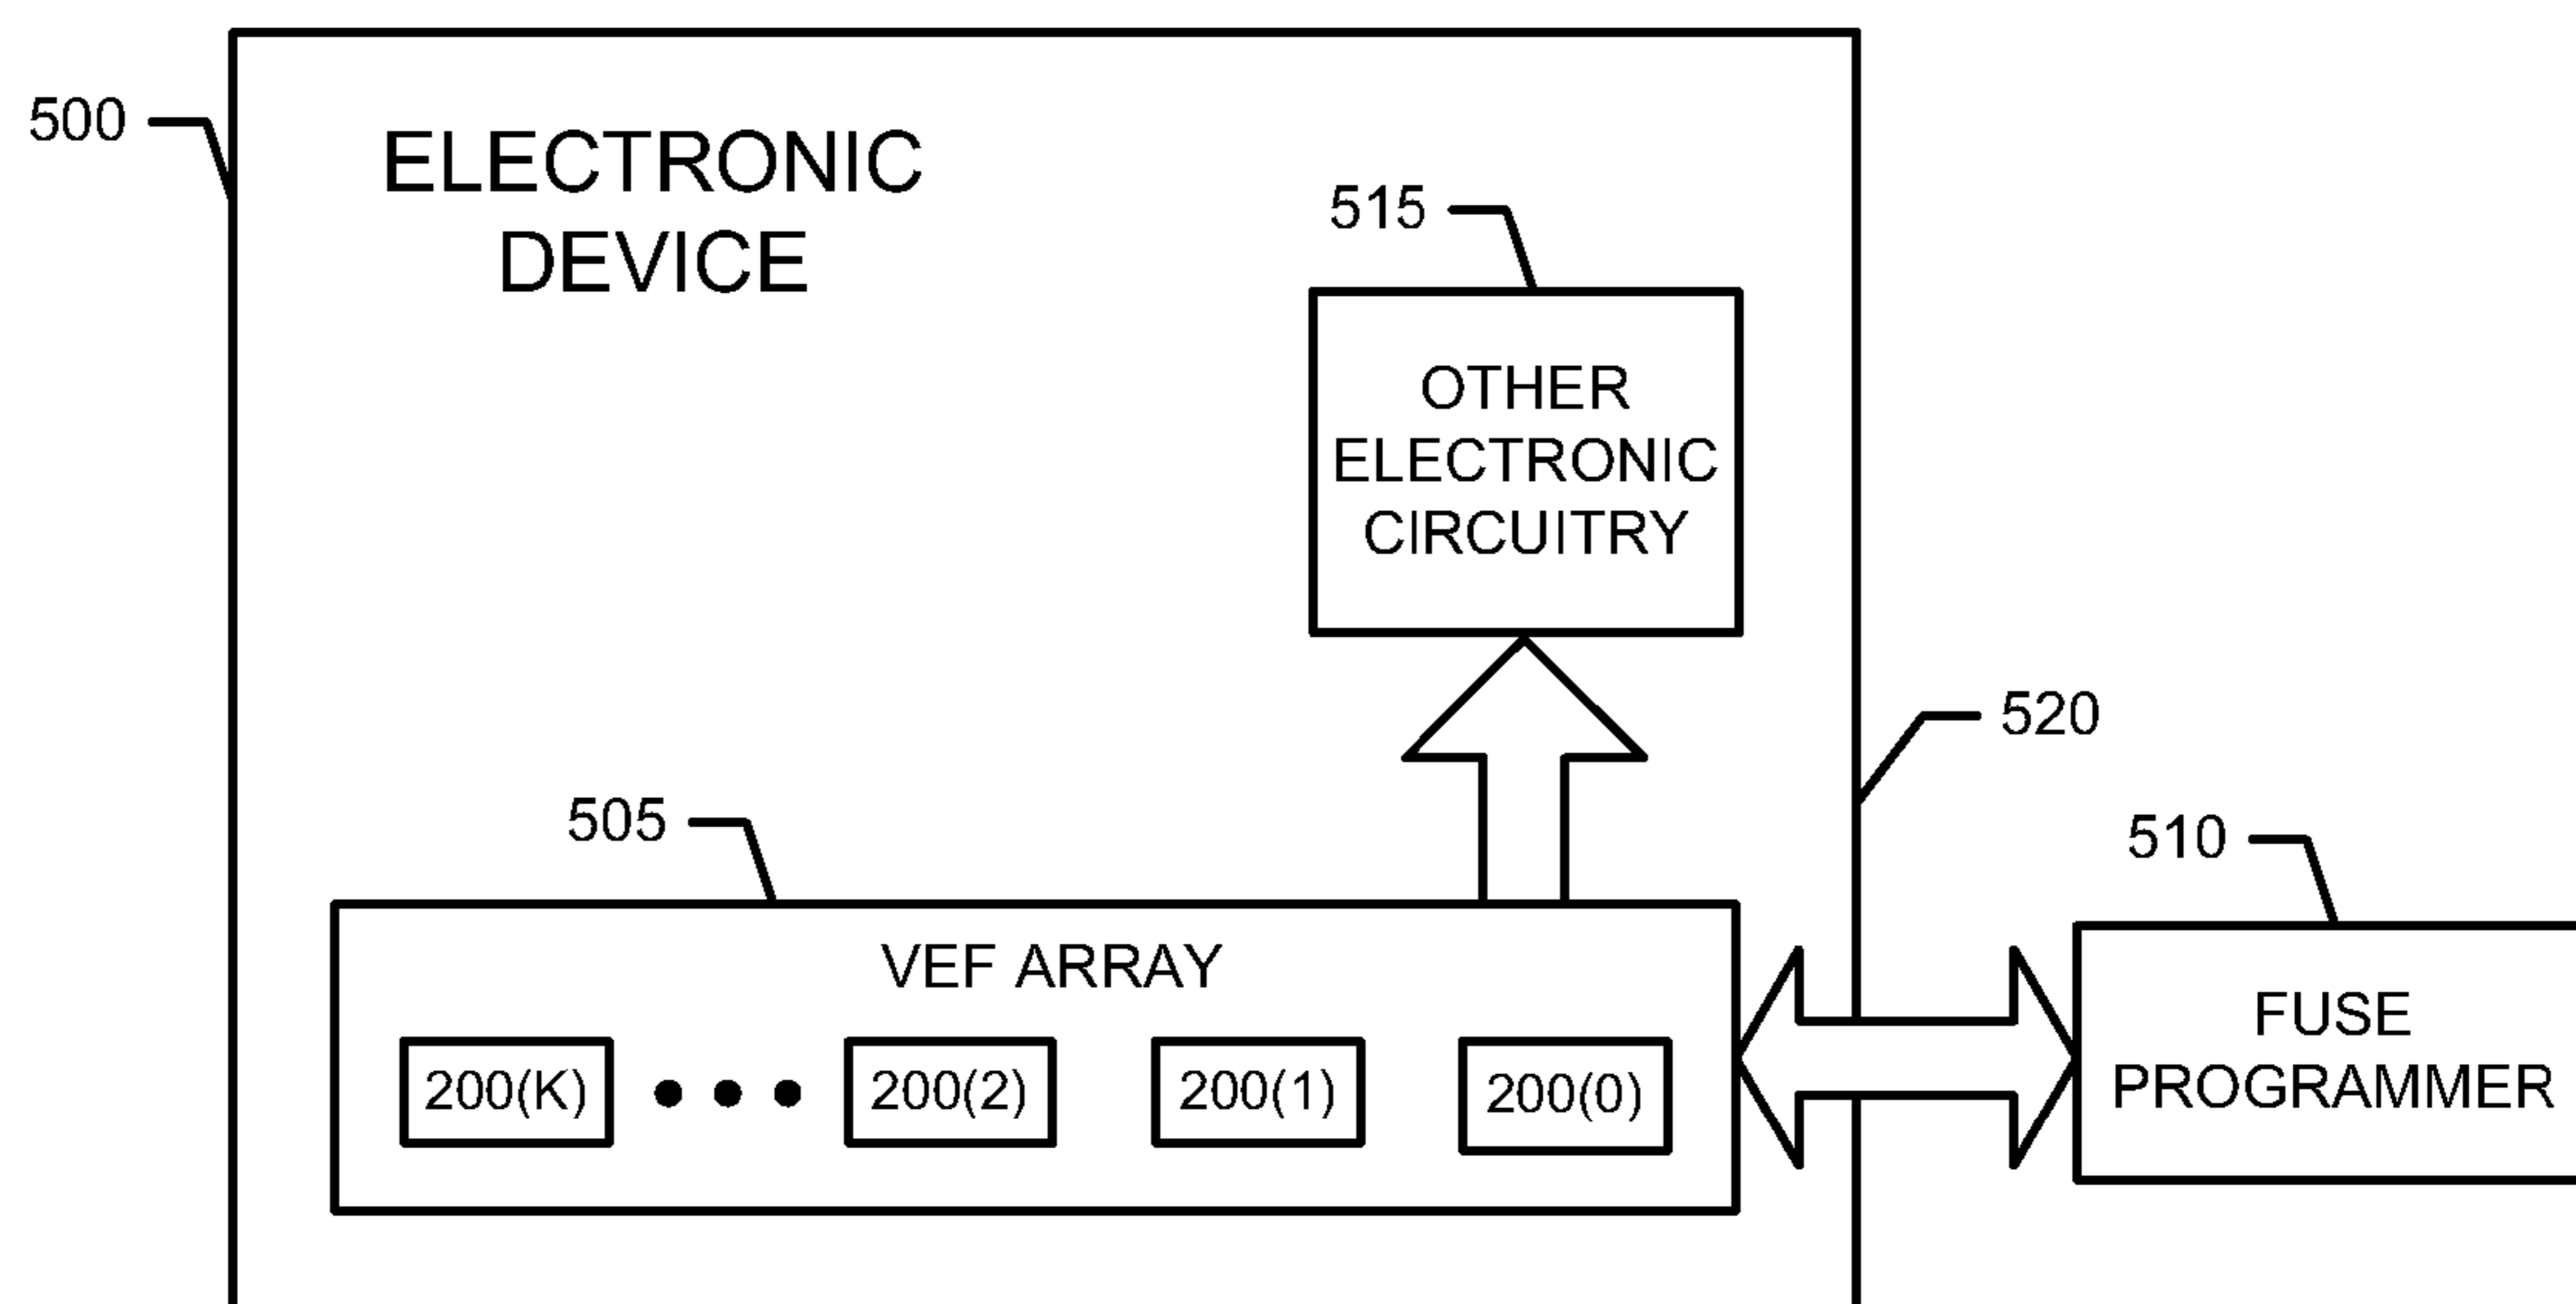 500
ELECTRONIC
DEVICE
515
OTHER
ELECTRONIC
CIRCUITRY
520
505
510
VEF ARRAY
200(K) ● ● ● 200(2) 200(1) 200(0)
FUSE
PROGRAMMER